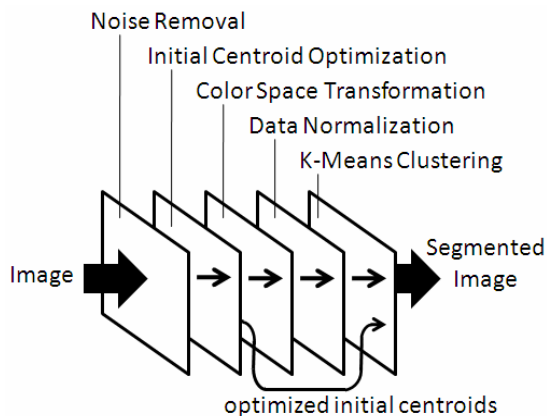 Noise Removal
Initial Centroid Optimization
Color Space Transformation
Data Normalization
K-Means Clustering
Image
Segmented
Image
optimized initial centroids